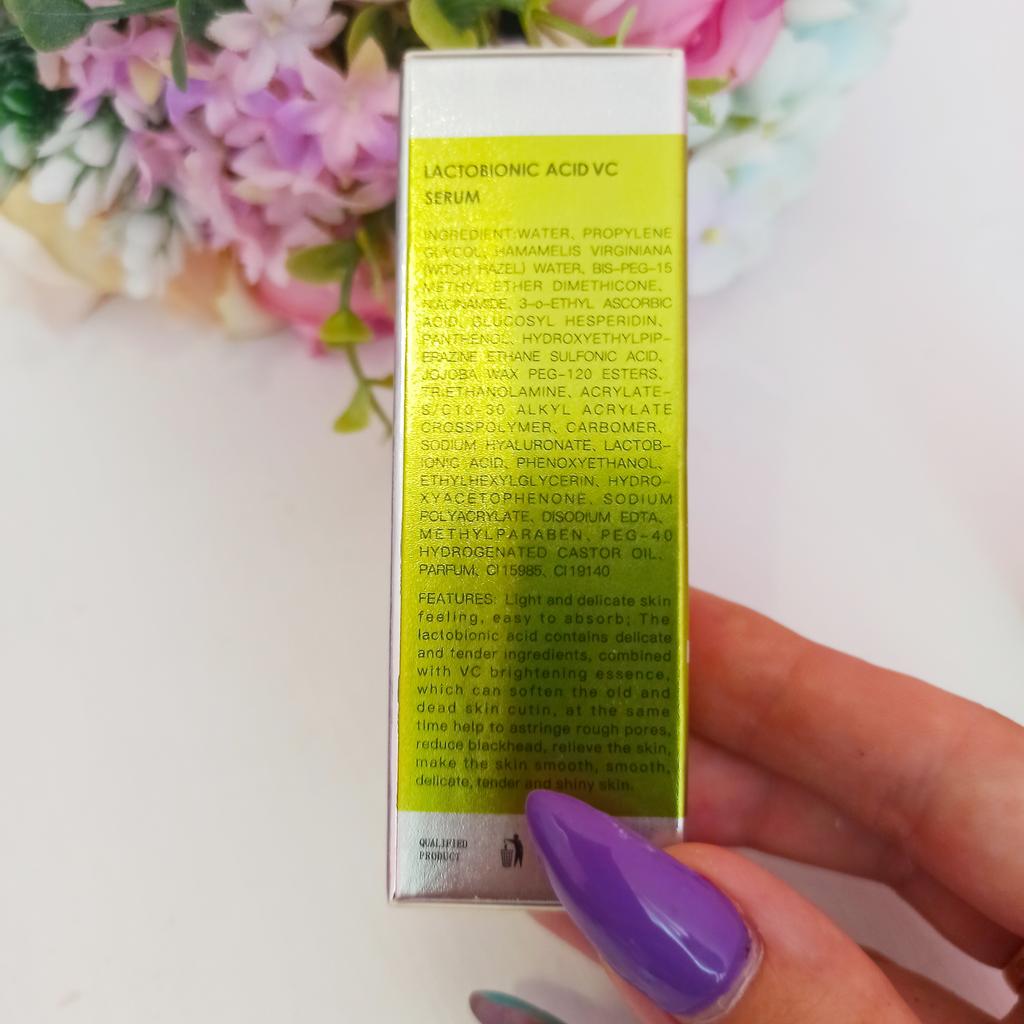 LACTOBIONIC ACID VC
SERUM
INGREDIENT:WATER、PROPYLENE
GLYCOL、HAMAMELIS VIRGINIANA
(WITCH HAZEL) WATER、BIS-PEG-15
METHYL ETHER DIMETHICONE、
NIACINAMIDE、3-o-ETHYL ASCORBIC
ACID、GLUCOSYL HESPERIDIN、
PANTHENOL、HYDROXYETHYLPIP-
ERAZINE ETHANE SULFONIC ACID、
JOJOBA WAX PEG-120 ESTERS、
TRIETHANOLAMINE、ACRYLATE-
S/C10-30 ALKYL ACRYLATE
CROSSPOLYMER、CARBOMER、
SODIUM HYALURONATE、LACTOB-
IONIC ACID、PHENOXYETHANOL、
ETHYLHEXYLGLYCERIN、HYDRO-
XYACETOPHENONE、SODIUM
POLYACRYLATE、DISODIUM EDTA、
METHYLPARABEN、PEG-40
HYDROGENATED CASTOR OIL、
PARFUM、CI 15985、CI 19140
FEATURES: Light and delicate skin
feeling, easy to absorb; The
lactobionic acid contains delicate
and tender ingredients, combined
with VC brightening essence,
which can soften the old and
dead skin cutin, at the same
time help to astringe rough pores,
reduce blackhead, relieve the skin,
make the skin smooth, smooth,
delicate, tender and shiny skin.
QUALIFIED
PRODUCT